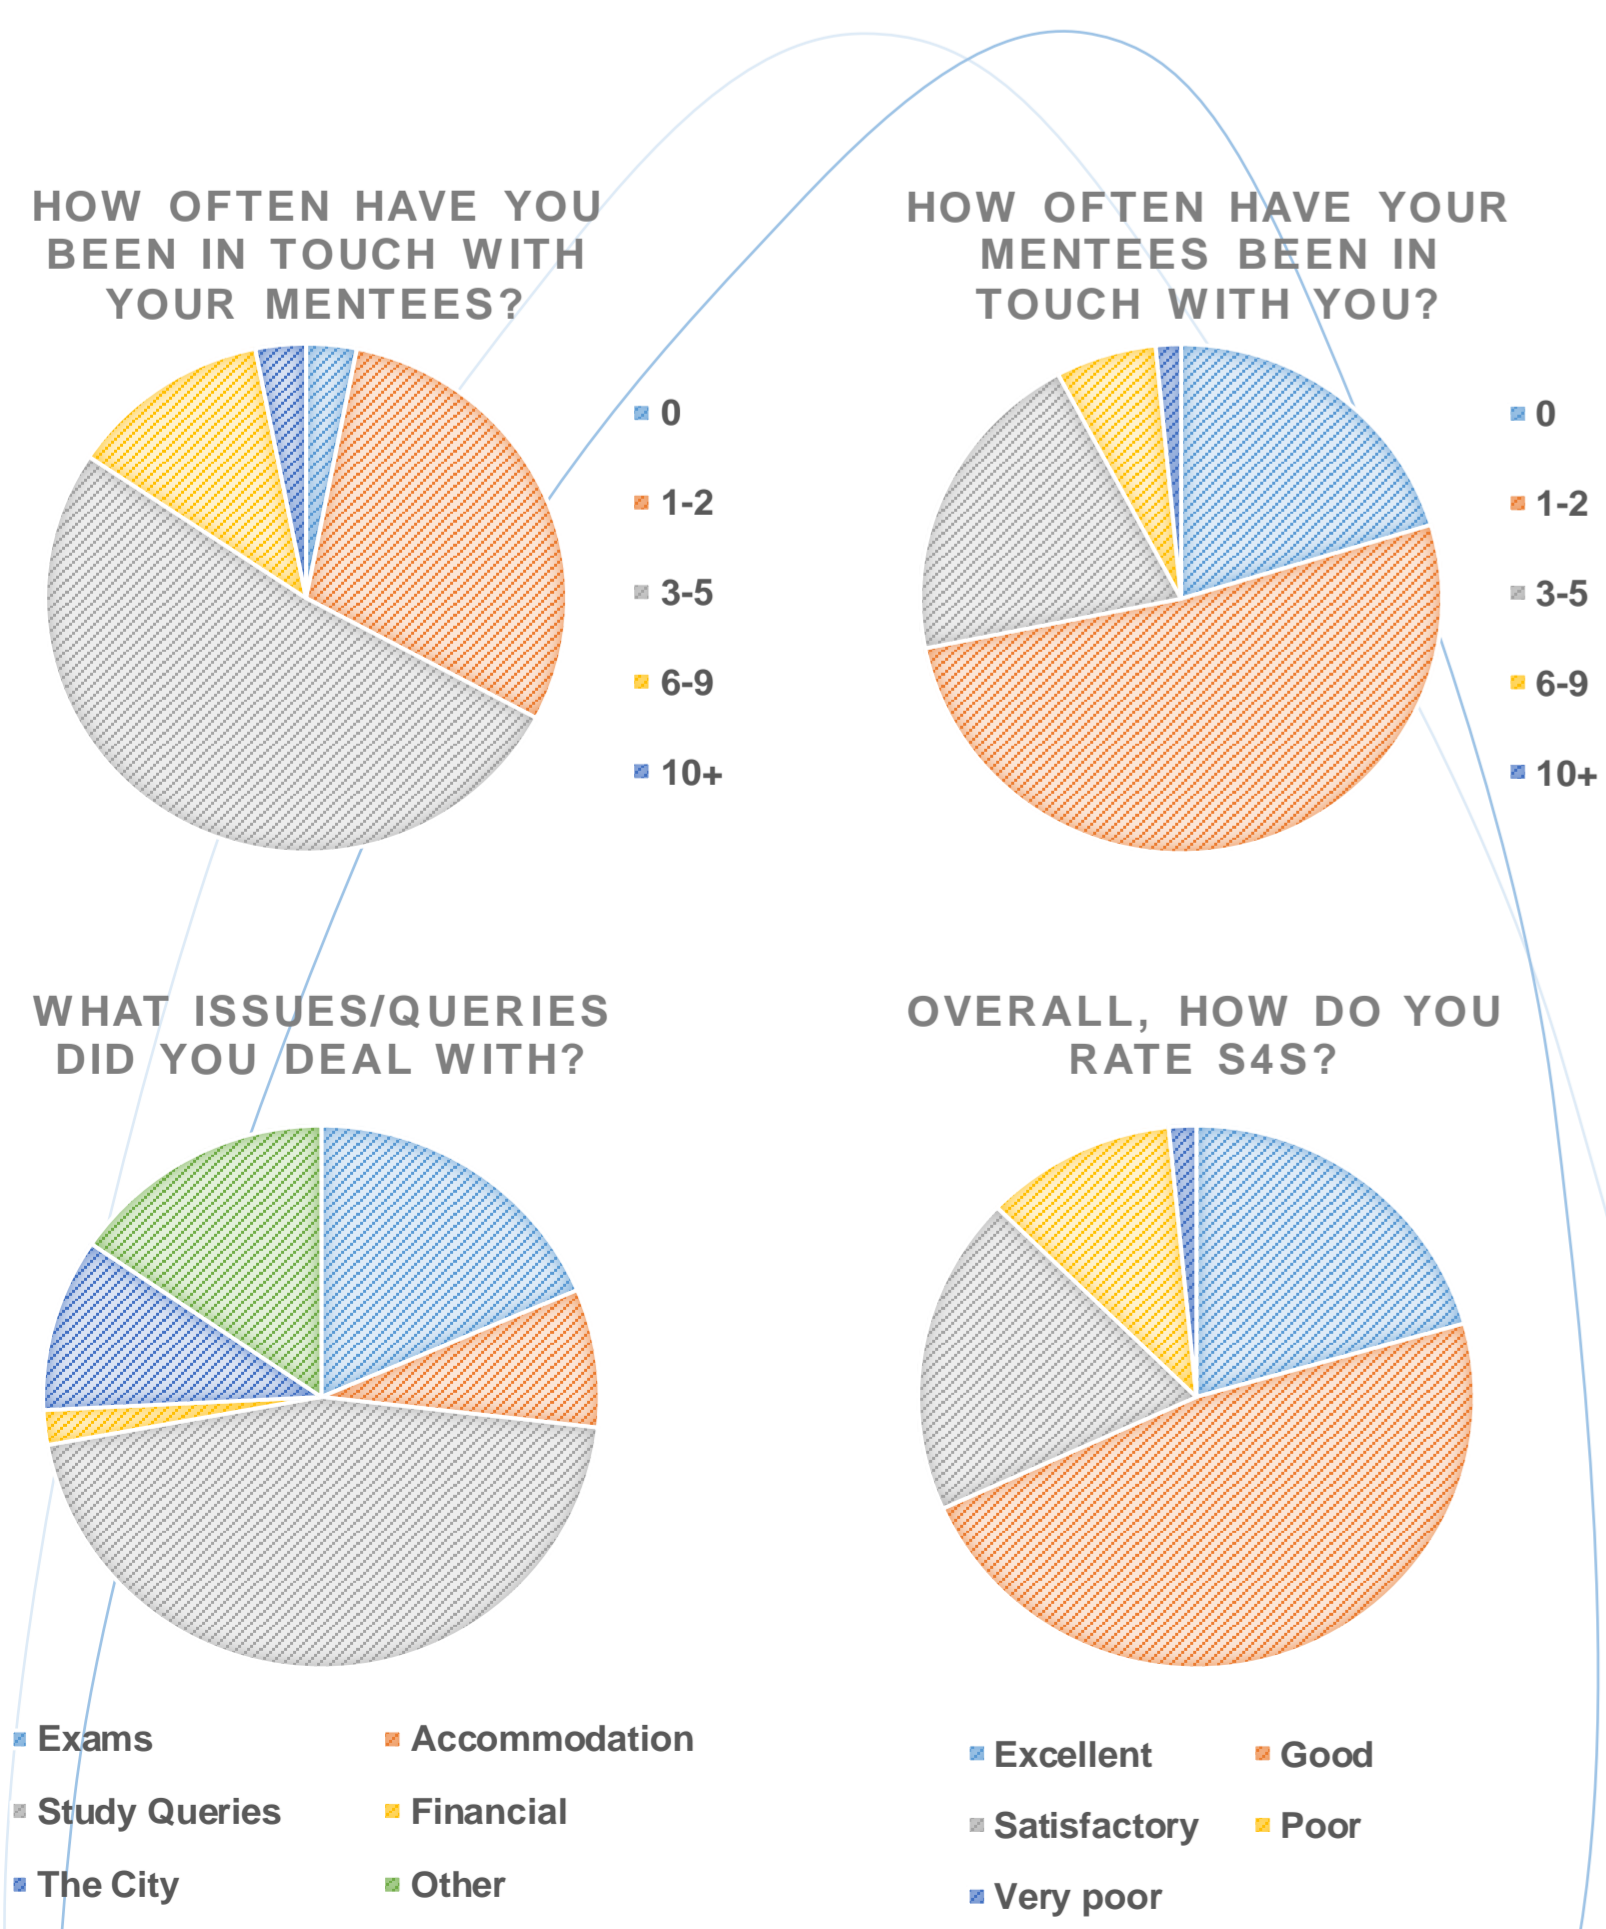 HOW OFTEN HAVE YOU
BEEN IN TOUCH WITH
YOUR MENTEES?
0
1-2
3-5
6-9
10+
HOW OFTEN HAVE YOUR
MENTEES BEEN IN
TOUCH WITH YOU?
0
1-2
3-5
6-9
10+
WHAT ISSUES/QUERIES
DID YOU DEAL WITH?
Exams
Accommodation
Study Queries
Financial
The City
Other
OVERALL, HOW DO YOU
RATE S4S?
Excellent
Good
Satisfactory
Poor
Very poor